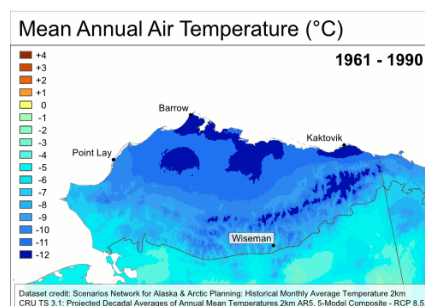 Mean Annual Air Temperature (°C)
1961 - 1990
+4
+3
+2
+1
0
-1
-2
-3
-4
-5
-6
-7
-8
-9
-10
-11
-12
Barrow
Kaktovik
Point Lay
Wiseman
Dataset credit: Scenarios Network for Alaska & Arctic Planning: Historical Monthly Average Temperature 2km
CRU TS 3.1; Projected Decadal Averages of Annual Mean Temperatures 2km AR5, 5-Model Composite - RCP 8.5